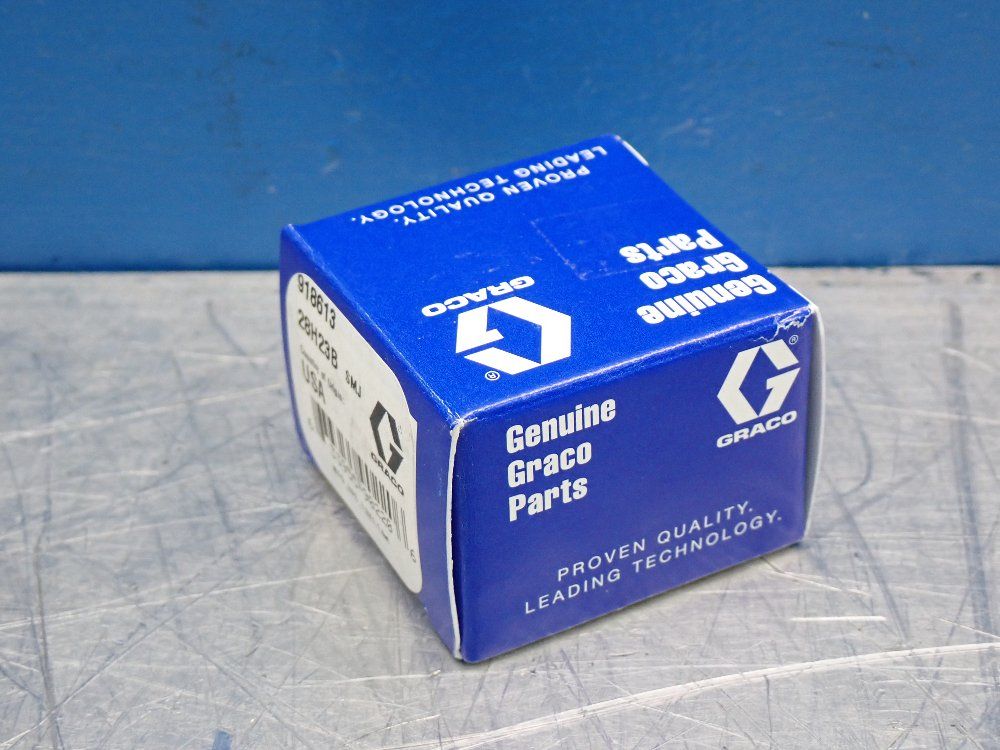 PROVEN QUALITY.
LEADING TECHNOLOGY.
Genuine
Graco
Parts
GRACO
®
918613
28H23B SMJ
USA
GRACO
6
Genuine
Graco
Parts
®
GRACO
PROVEN QUALITY.
LEADING TECHNOLOGY.